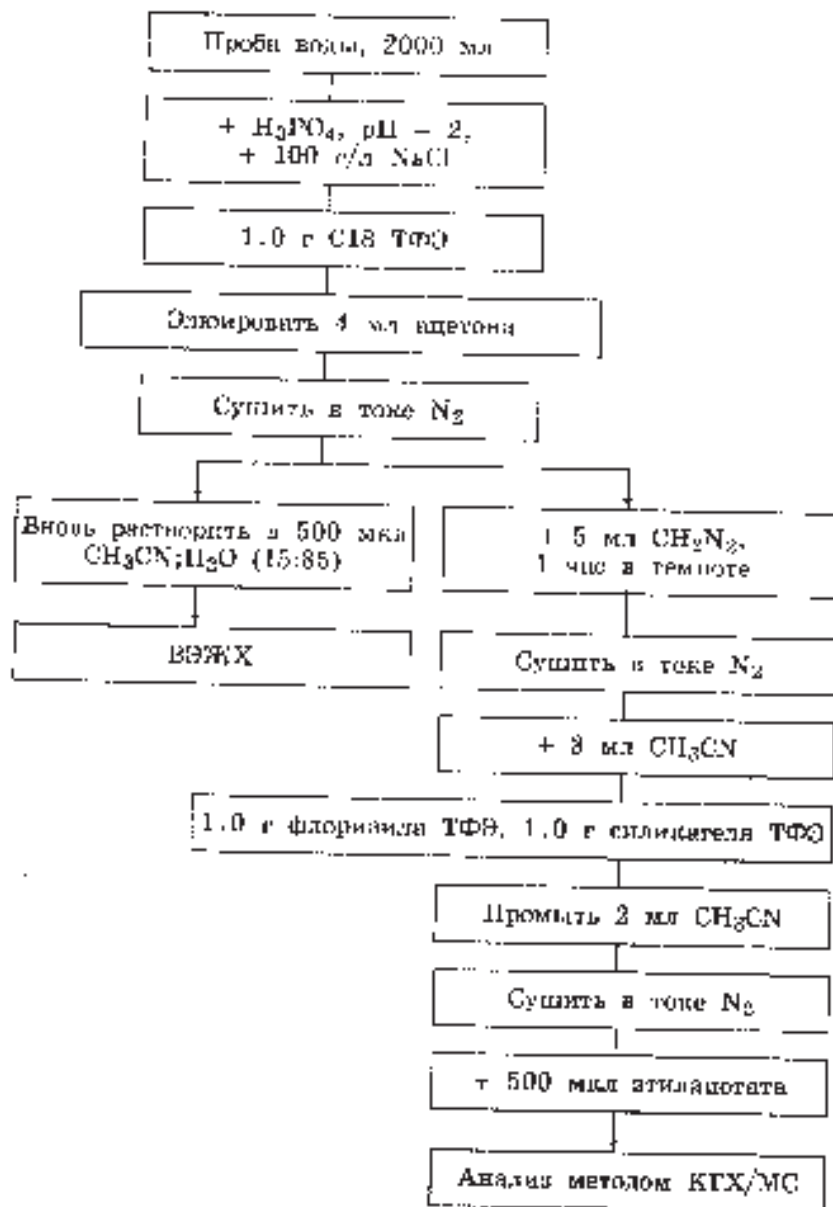 Проба воды, 2000 мл
+ H₃PO₄, pH – 2,
+ 100 г/л NaCl
1.0 г C18 ТФЭ
Элюировать 4 мл ацетона
Сушить в токе N₂
Вновь растворить в 500 мкл
CH₃CN;H₂O (15:85)
ВЭЖХ
+ 5 мл CH₂N₂,
1 час в темноте
Сушить в токе N₂
+ 3 мл CH₃CN
1.0 г флоризила ТФЭ, 1.0 г силикагеля ТФЭ
Промыть 2 мл CH₃CN
Сушить в токе N₂
+ 500 мкл этилацетата
Анализ методом КГХ/МС